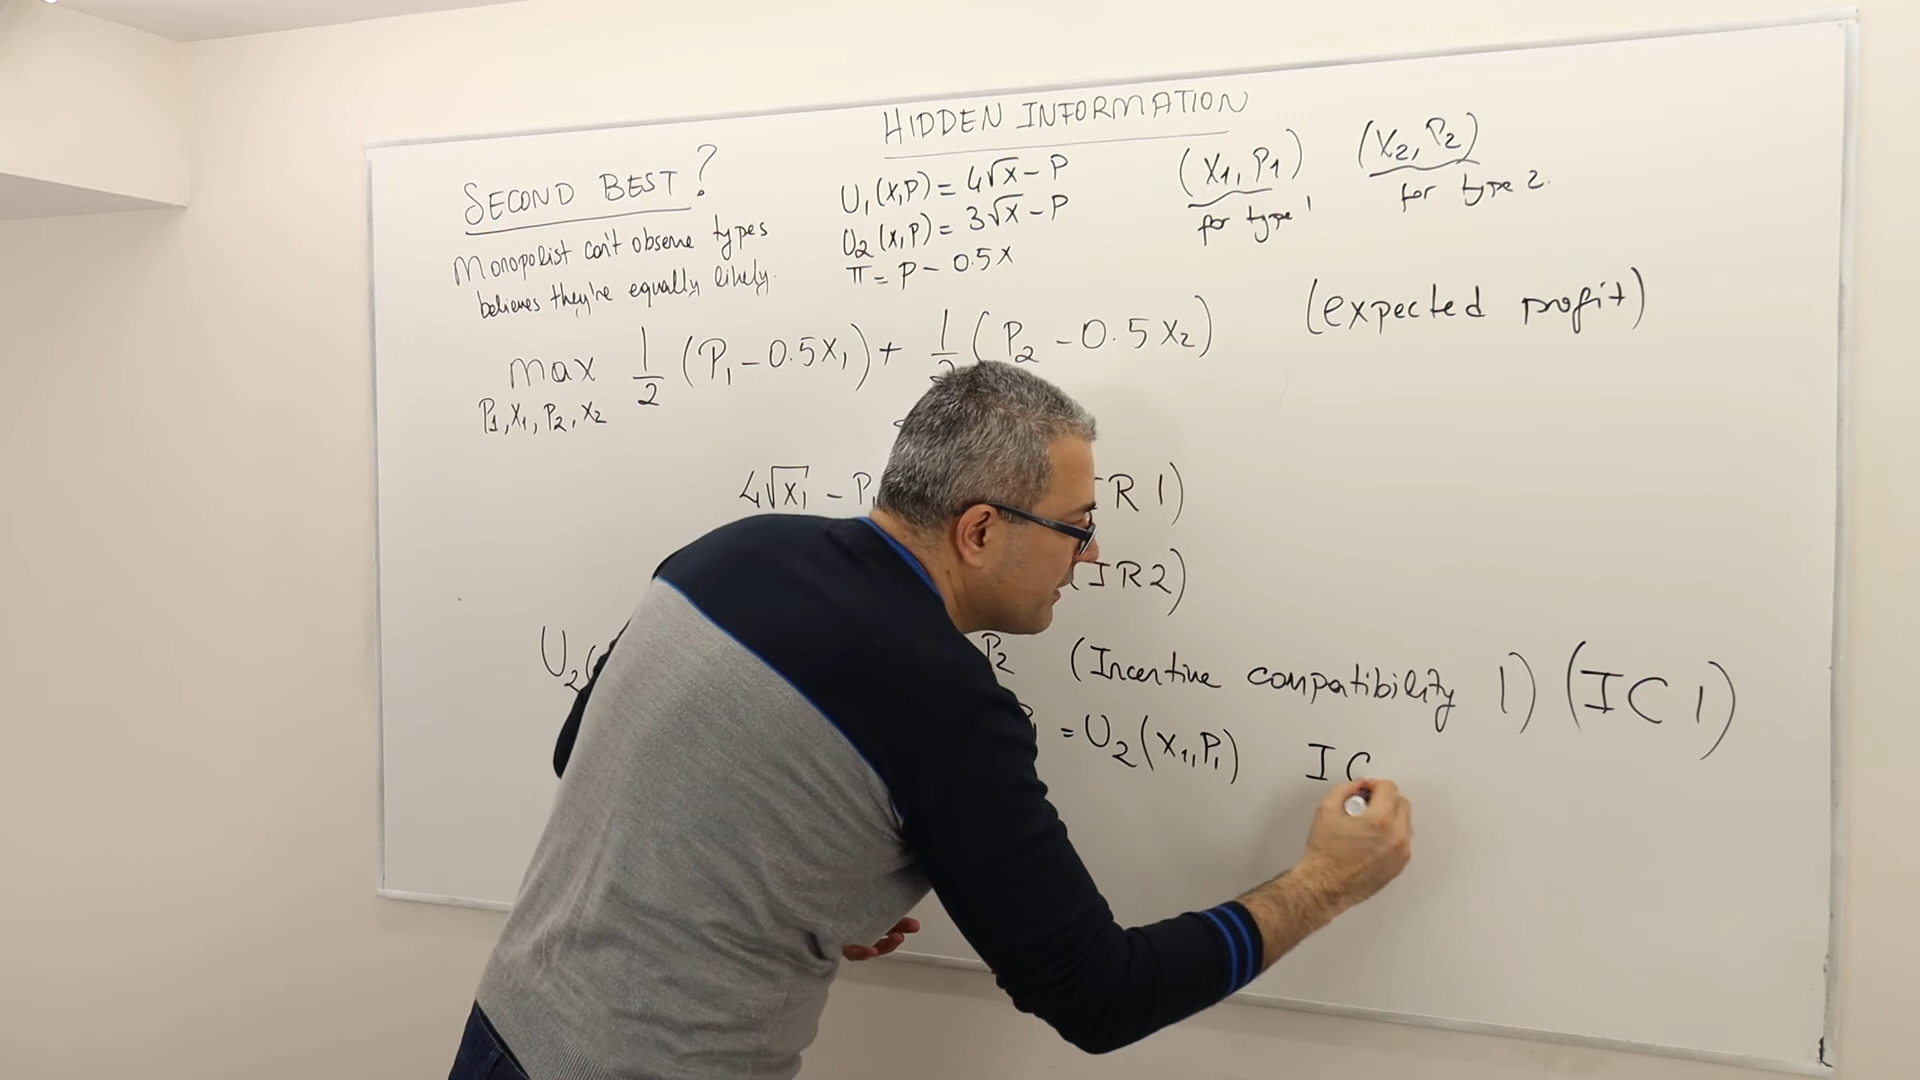 HIDDEN INFORMATION
SECOND BEST?
Monopolist can't observe types
believes they're equally likely.
U₁(x,p) = 4√x - P
U₂(x,p) = 3√x - P
π = P - 0.5x
(X₁, P₁)
for type 1
(X₂, P₂)
for type 2.
max 1/2 (P₁ - 0.5x₁) + 1/2 (P₂ - 0.5x₂) (expected profit)
P₁, X₁, P₂, X₂
4√x₁ - P₁ R 1)
(IR2)
P₂ (Incentive compatibility 1) (IC 1)
U₂(
= U₂(x₁, P₁) IC